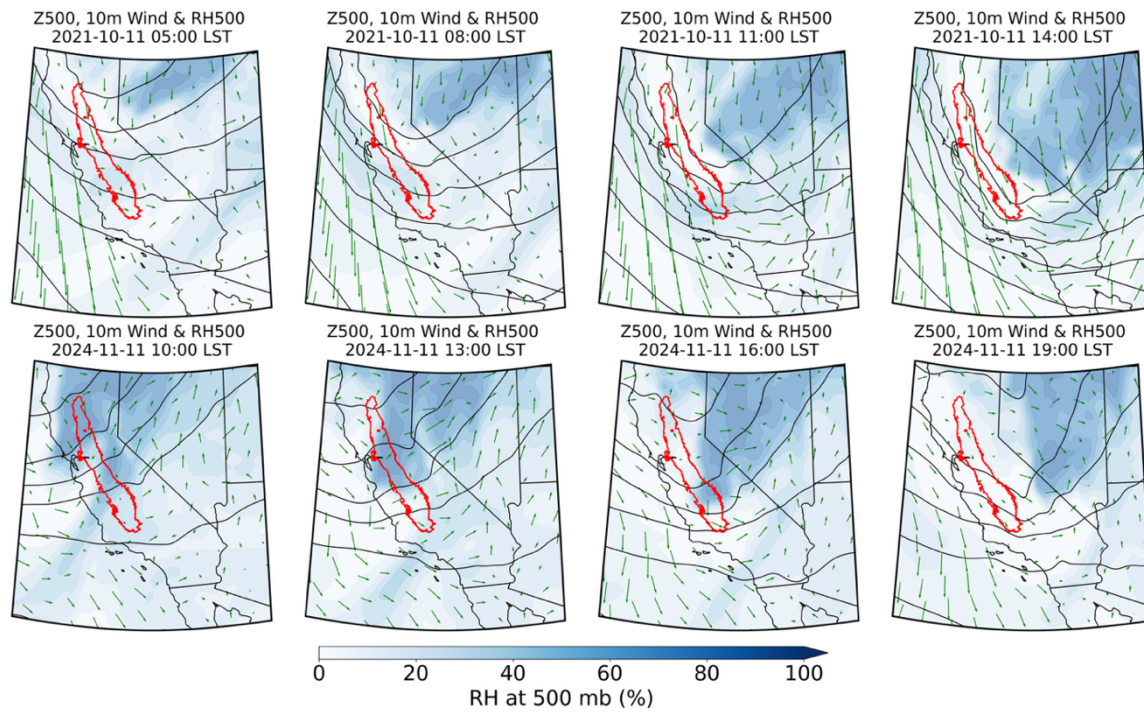 Z500, 10m Wind & RH500
2021-10-11 05:00 LST
Z500, 10m Wind & RH500
2021-10-11 08:00 LST
Z500, 10m Wind & RH500
2021-10-11 11:00 LST
Z500, 10m Wind & RH500
2021-10-11 14:00 LST
Z500, 10m Wind & RH500
2024-11-11 10:00 LST
Z500, 10m Wind & RH500
2024-11-11 13:00 LST
Z500, 10m Wind & RH500
2024-11-11 16:00 LST
Z500, 10m Wind & RH500
2024-11-11 19:00 LST
0 20 40 60 80 100
RH at 500 mb (%)